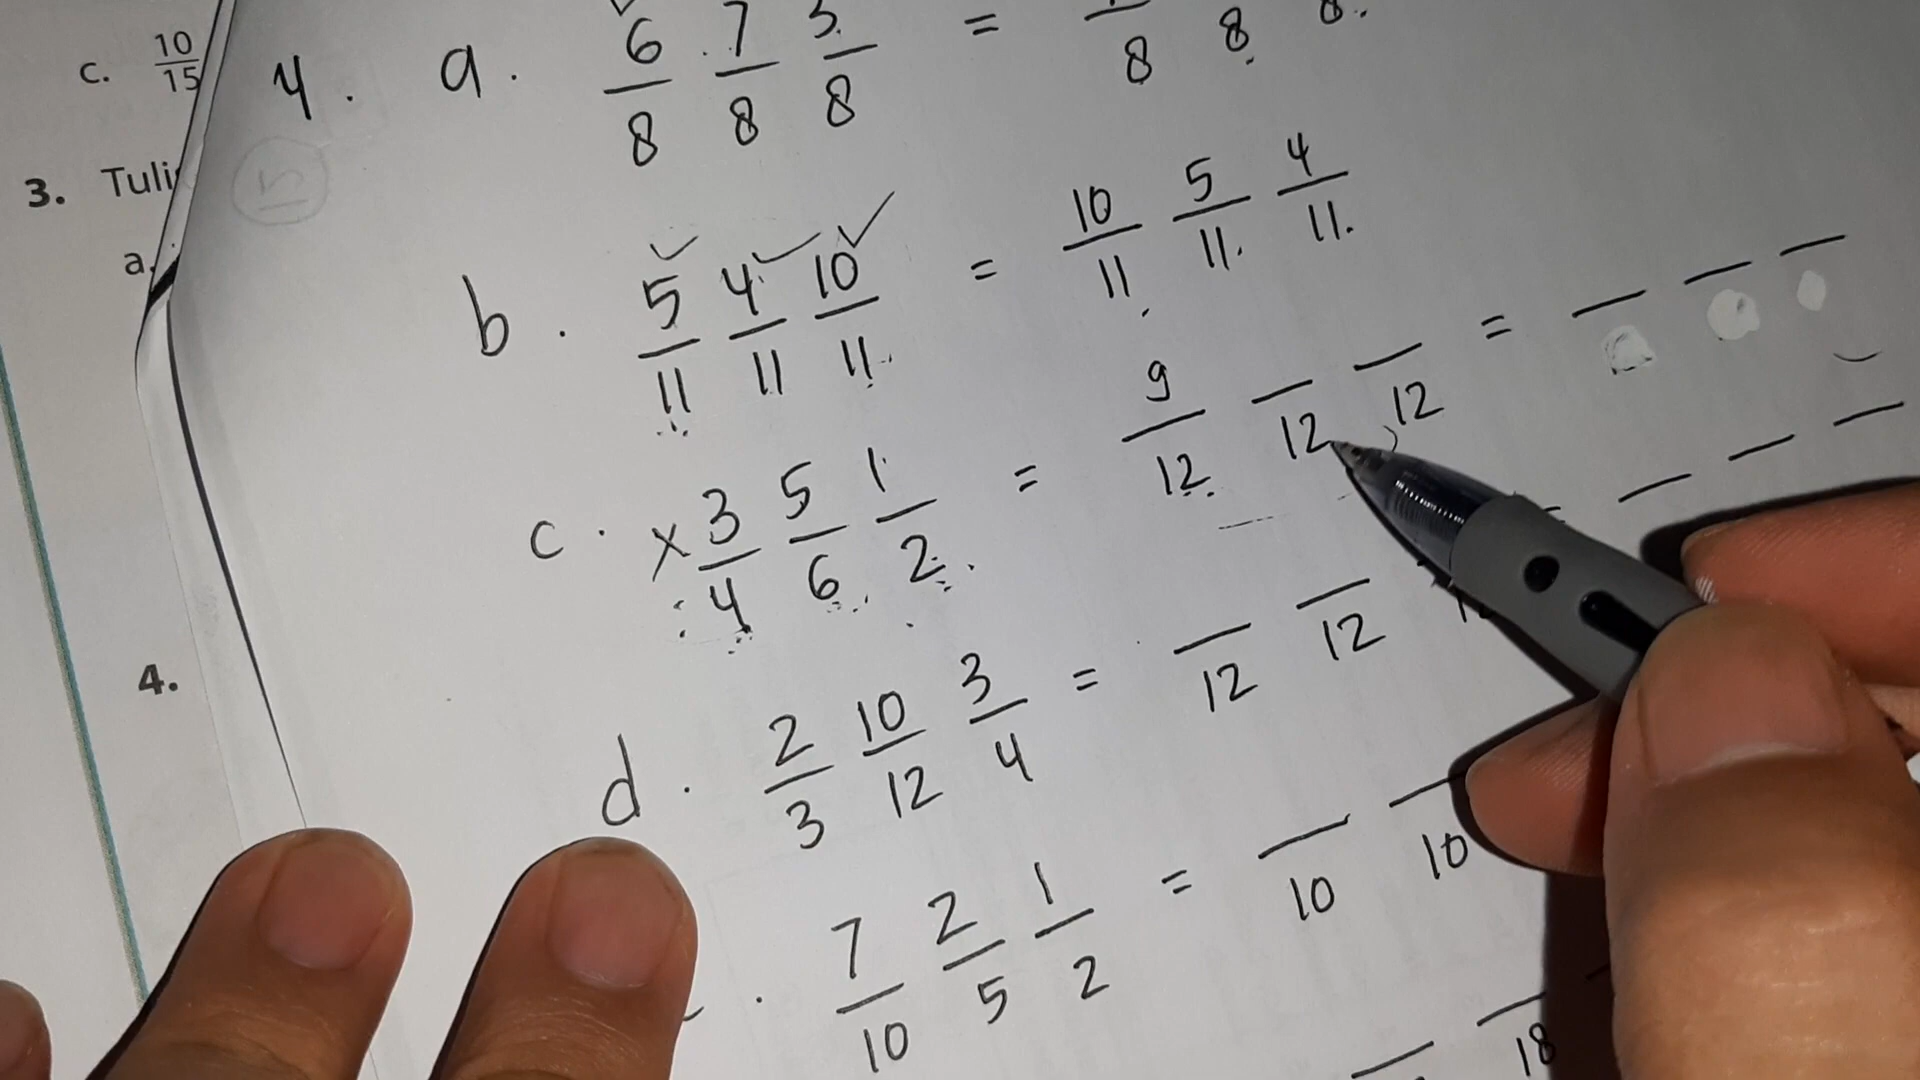 c. 10/15
3. Tuli
a.
4.
4. a. 6/8 7/8 /8 = /8 /8 /8.
b. 5/11 4/11 10/11 = 10/11 5/11 4/11
c. × 3/4 5/6 1/2 = 9/12 /12 /12 =
d. 2/3 10/12 3/4 = /12 /12
7/10 2/5 1/2 = /10 /10
/18